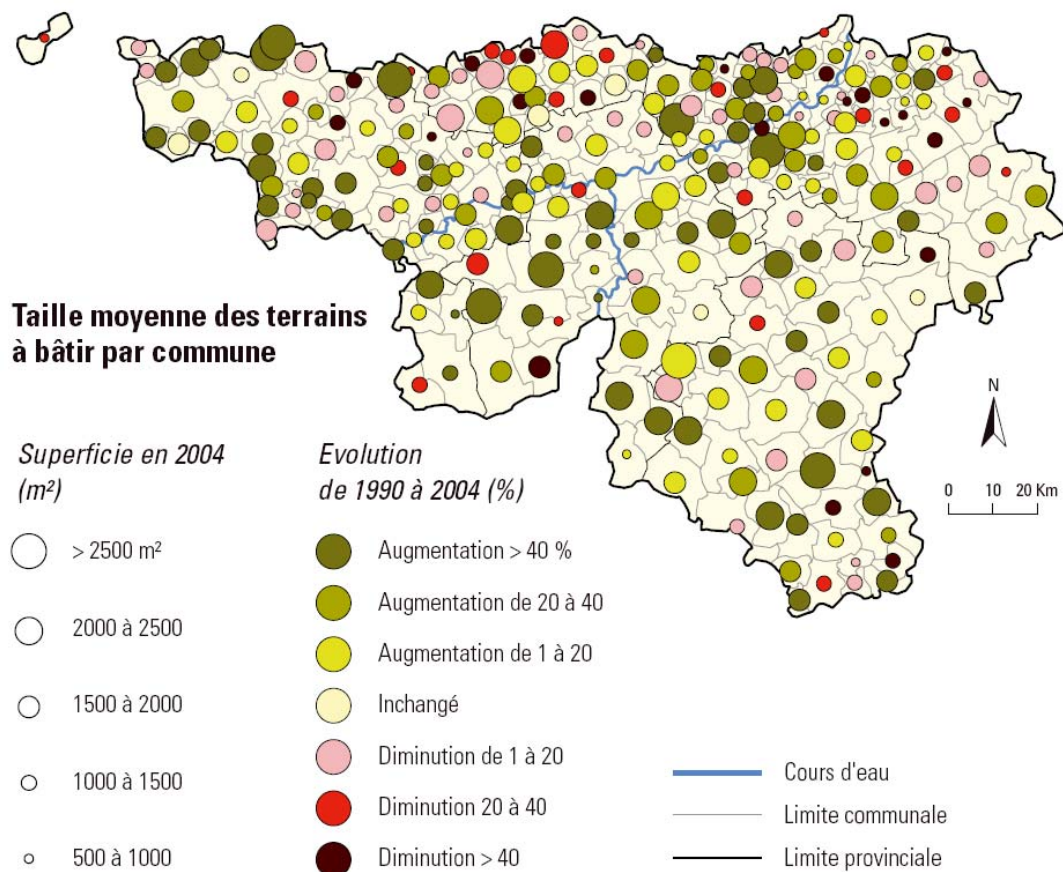 Taille moyenne des terrains
à bâtir par commune
Superficie en 2004
(m²)
> 2500 m²
2000 à 2500
1500 à 2000
1000 à 1500
500 à 1000
Evolution
de 1990 à 2004 (%)
Augmentation > 40 %
Augmentation de 20 à 40
Augmentation de 1 à 20
Inchangé
Diminution de 1 à 20
Diminution 20 à 40
Diminution > 40
N
0 10 20 Km
Cours d'eau
Limite communale
Limite provinciale